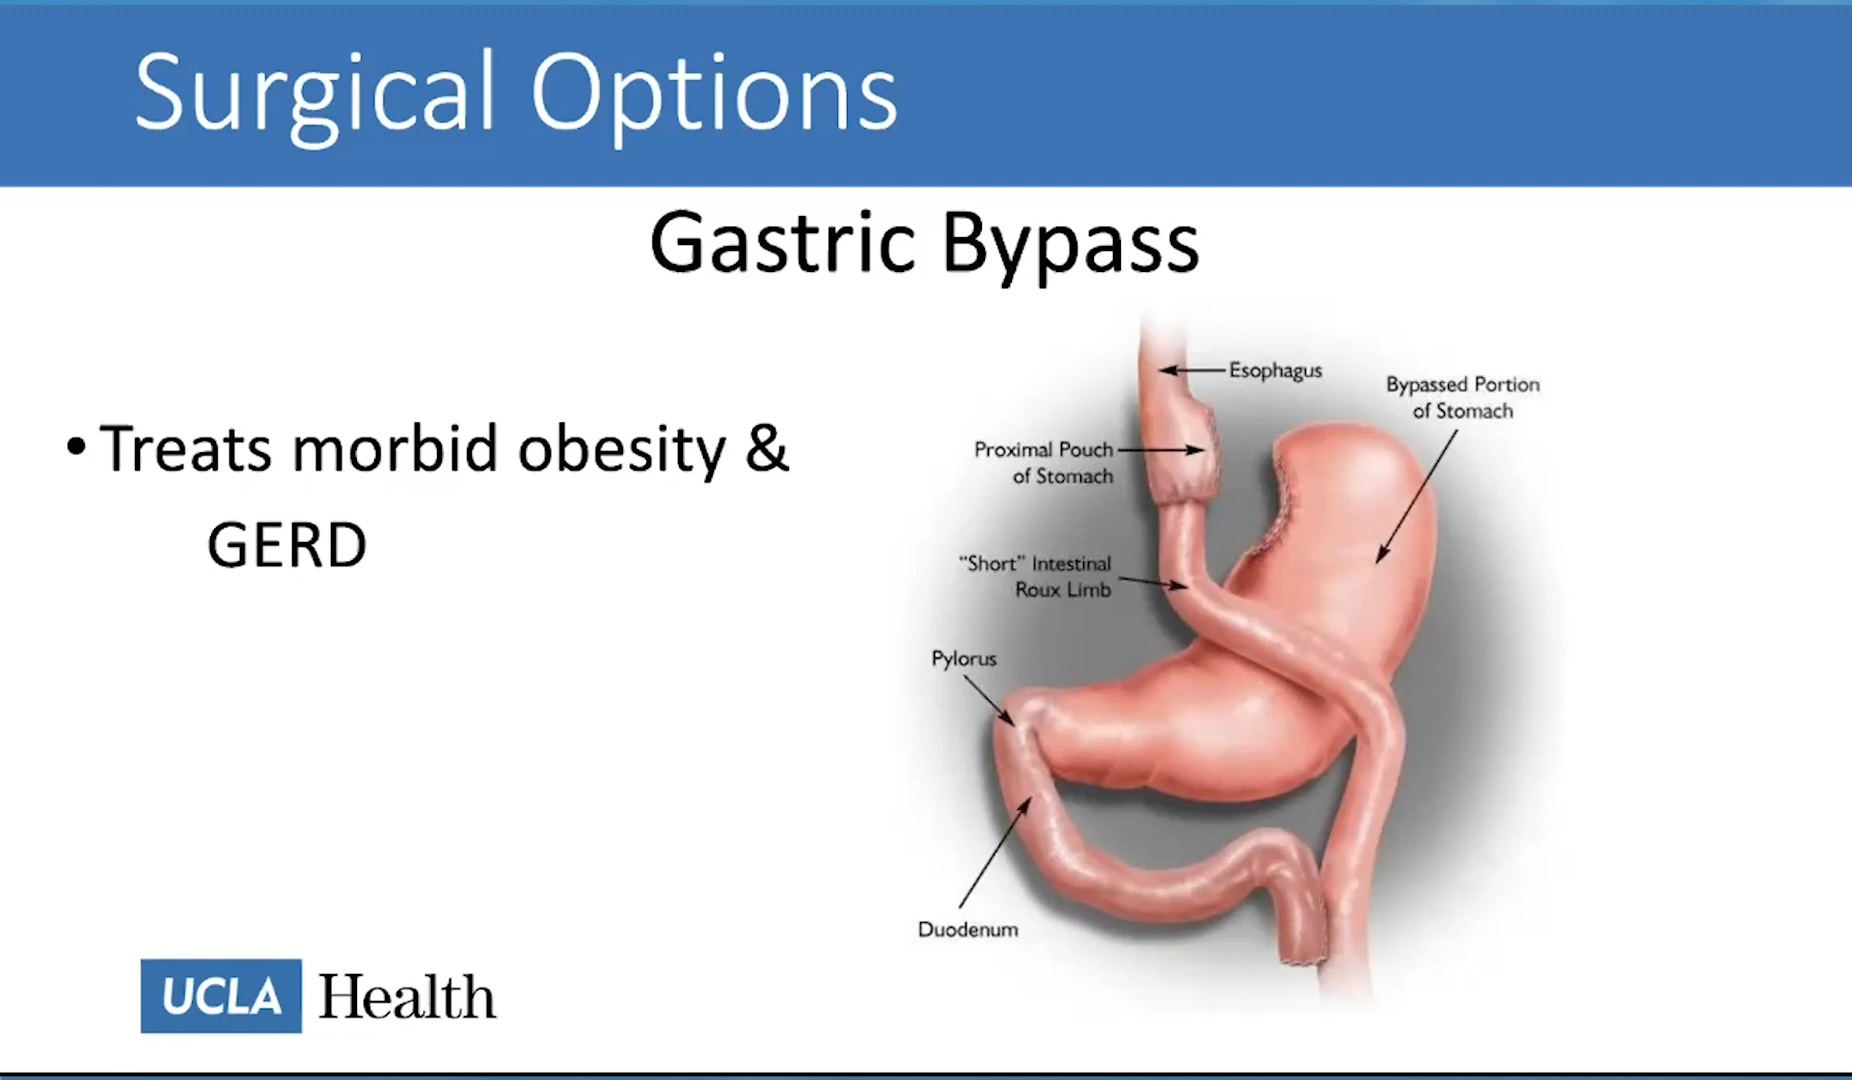 Surgical Options
Gastric Bypass
• Treats morbid obesity &
GERD
Esophagus
Bypassed Portion
of Stomach
Proximal Pouch
of Stomach
“Short” Intestinal
Roux Limb
Pylorus
Duodenum
UCLA Health